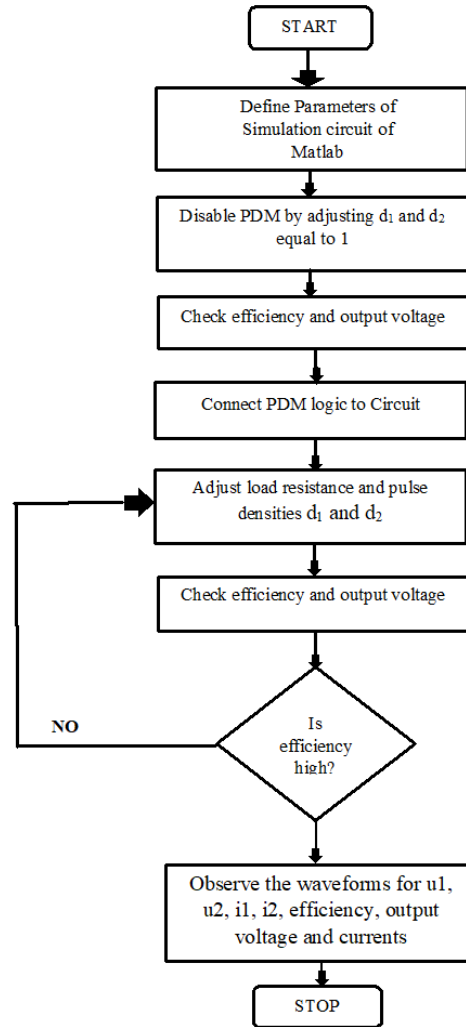 START
Define Parameters of
Simulation circuit of
Matlab
Disable PDM by adjusting d₁ and d₂
equal to 1
Check efficiency and output voltage
Connect PDM logic to Circuit
Adjust load resistance and pulse
densities d₁ and d₂
Check efficiency and output voltage
Is
efficiency
high?
NO
Observe the waveforms for u1,
u2, i1, i2, efficiency, output
voltage and currents
STOP